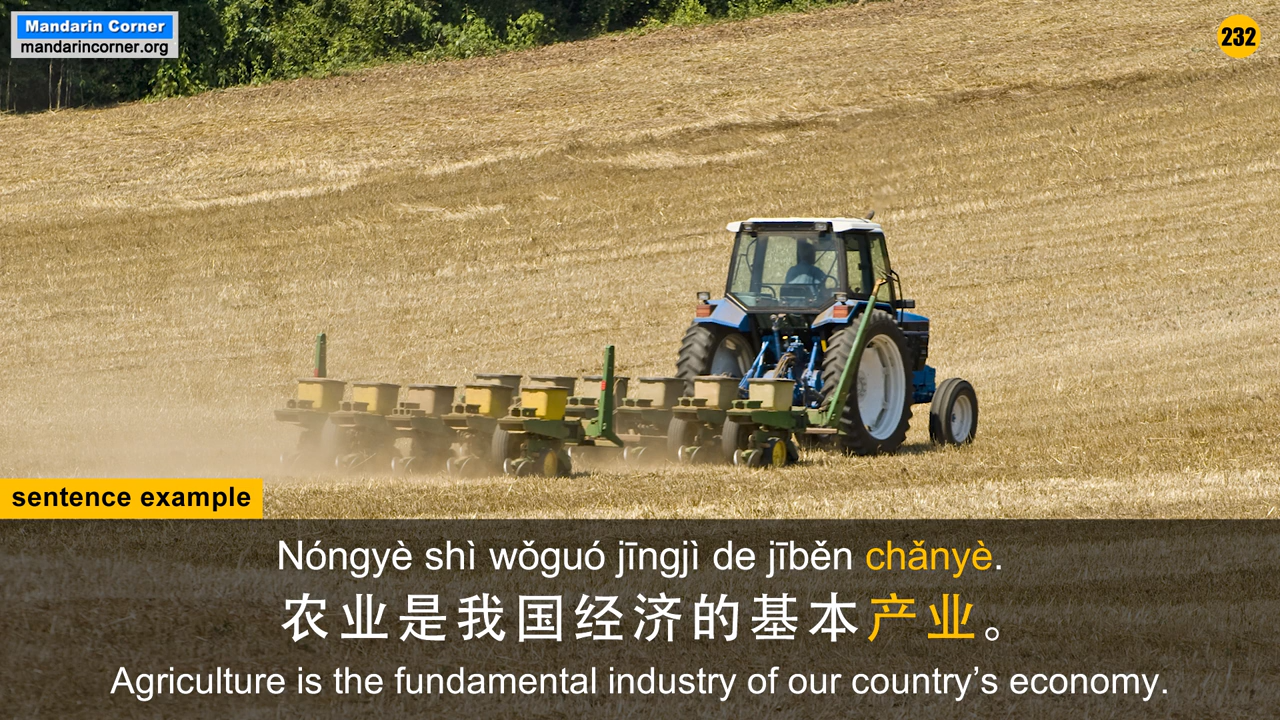 Mandarin Corner
mandarincorner.org
232
sentence example
Nóngyè shì wǒguó jīngjì de jīběn chǎnyè.
农业是我国经济的基本产业。
Agriculture is the fundamental industry of our country’s economy.